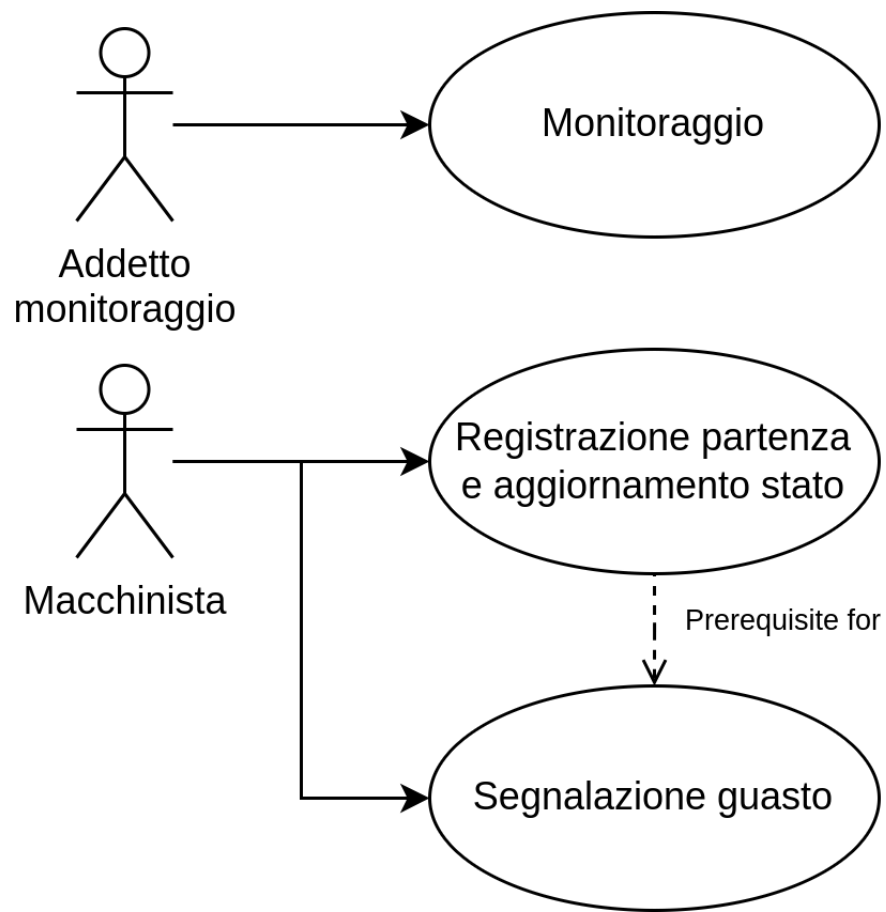 Monitoraggio
Addetto
monitoraggio
Registrazione partenza
e aggiornamento stato
Macchinista
Prerequisite for
Segnalazione guasto